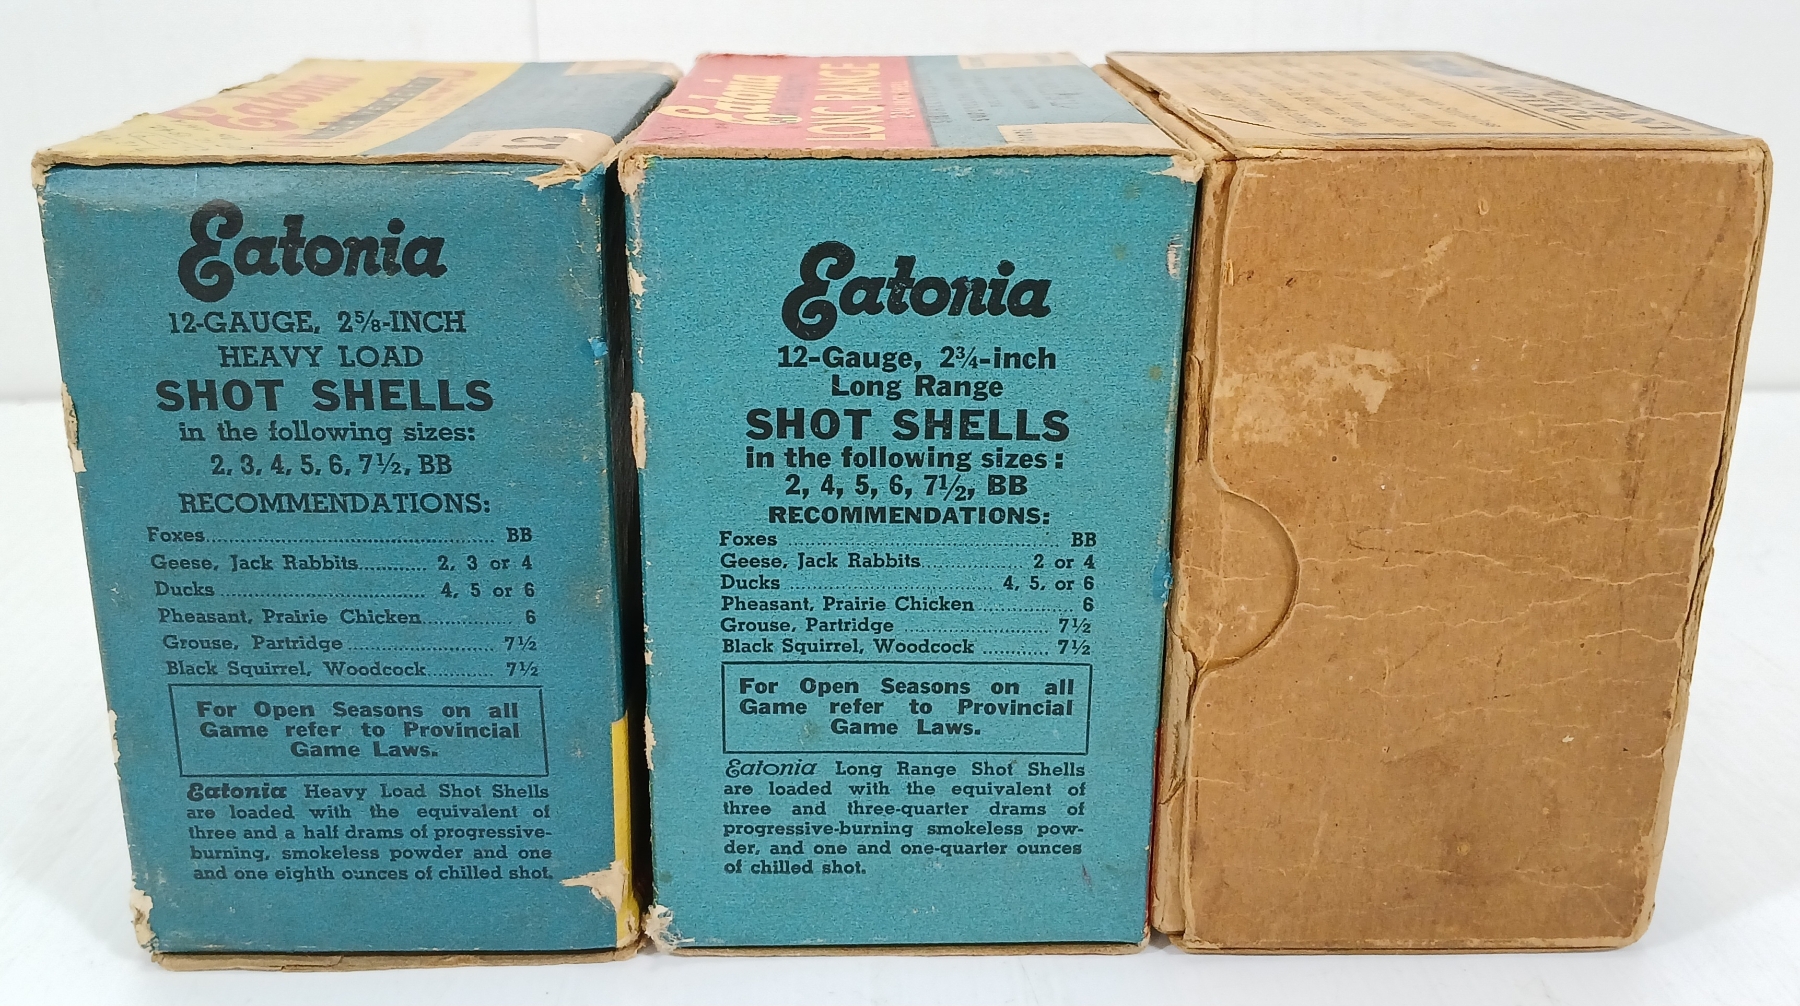 Eatonia
12
Eatonia
12-GAUGE, 2⅝-INCH
HEAVY LOAD
SHOT SHELLS
in the following sizes:
2, 3, 4, 5, 6, 7½, BB
RECOMMENDATIONS:
Foxes.......... BB
Geese, Jack Rabbits.......... 2, 3 or 4
Ducks.......... 4, 5 or 6
Pheasant, Prairie Chicken.......... 6
Grouse, Partridge.......... 7½
Black Squirrel, Woodcock.......... 7½
For Open Seasons on all
Game refer to Provincial
Game Laws.
Eatonia Heavy Load Shot Shells
are loaded with the equivalent of
three and a half drams of progressive-
burning, smokeless powder and one
and one eighth ounces of chilled shot.
Eatonia
LONG RANGE
Eatonia
12-Gauge, 2¾-inch
Long Range
SHOT SHELLS
in the following sizes:
2, 4, 5, 6, 7½, BB
RECOMMENDATIONS:
Foxes .......... BB
Geese, Jack Rabbits.......... 2 or 4
Ducks .......... 4, 5, or 6
Pheasant, Prairie Chicken .......... 6
Grouse, Partridge .......... 7½
Black Squirrel, Woodcock .......... 7½
For Open Seasons on all
Game refer to Provincial
Game Laws.
Eatonia Long Range Shot Shells
are loaded with the equivalent of
three and three-quarter drams of
progressive-burning smokeless pow-
der, and one and one-quarter ounces
of chilled shot.